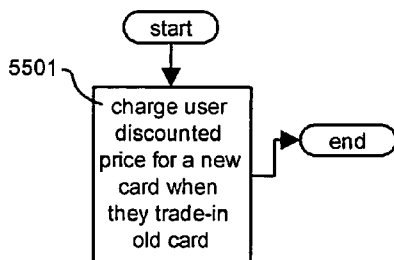 start
5501
charge user
discounted
price for a new
card when
they trade-in
old card
end